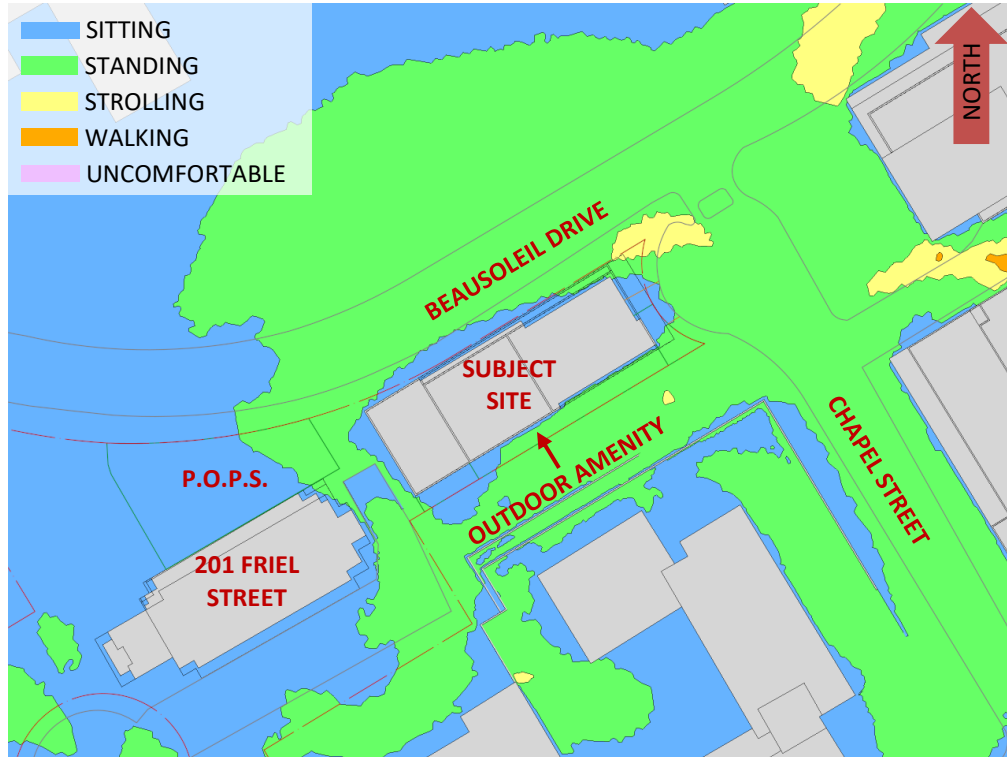 SITTING
STANDING
STROLLING
WALKING
UNCOMFORTABLE
NORTH
BEAUSOLEIL DRIVE
SUBJECT
SITE
OUTDOOR AMENITY
CHAPEL STREET
P.O.P.S.
201 FRIEL
STREET